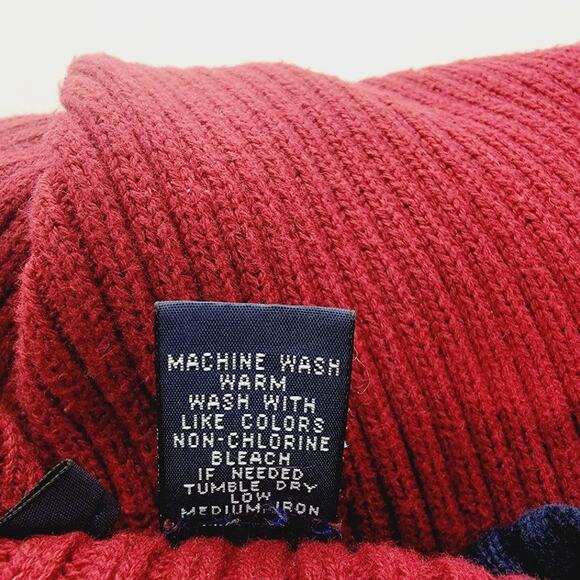 MACHINE WASH
WARM
WASH WITH
LIKE COLORS
NON-CHLORINE
BLEACH
IF NEEDED
TUMBLE DRY
LOW
MEDIUM IRON